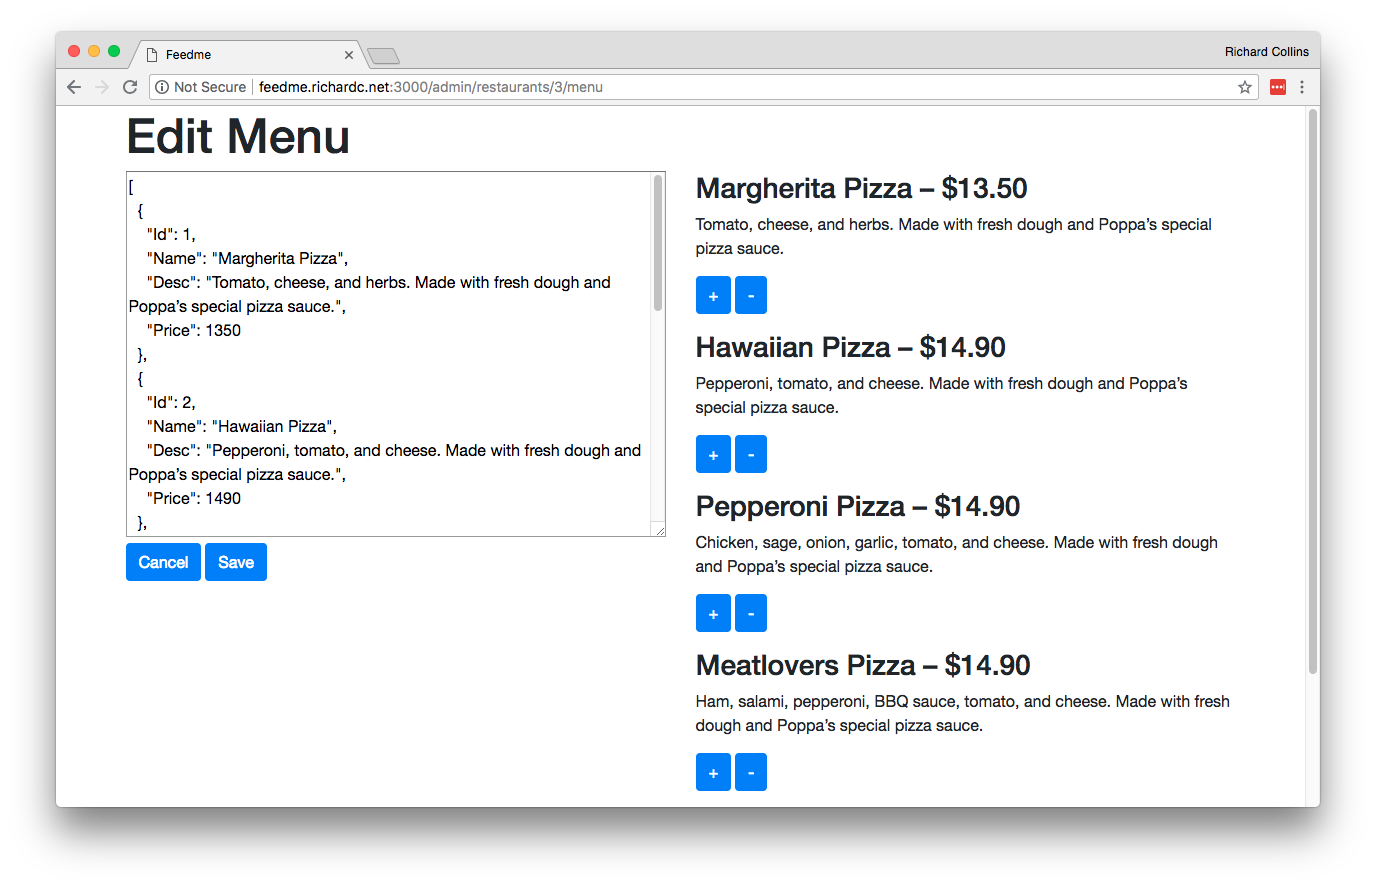 Feedme
Richard Collins
Not Secure feedme.richardc.net:3000/admin/restaurants/3/menu
Edit Menu
[
{
"Id": 1,
"Name": "Margherita Pizza",
"Desc": "Tomato, cheese, and herbs. Made with fresh dough and
Poppa’s special pizza sauce.",
"Price": 1350
},
{
"Id": 2,
"Name": "Hawaiian Pizza",
"Desc": "Pepperoni, tomato, and cheese. Made with fresh dough and
Poppa’s special pizza sauce.",
"Price": 1490
},
Cancel Save
Margherita Pizza – $13.50
Tomato, cheese, and herbs. Made with fresh dough and Poppa’s special
pizza sauce.
+ -
Hawaiian Pizza – $14.90
Pepperoni, tomato, and cheese. Made with fresh dough and Poppa’s
special pizza sauce.
+ -
Pepperoni Pizza – $14.90
Chicken, sage, onion, garlic, tomato, and cheese. Made with fresh dough
and Poppa’s special pizza sauce.
+ -
Meatlovers Pizza – $14.90
Ham, salami, pepperoni, BBQ sauce, tomato, and cheese. Made with fresh
dough and Poppa’s special pizza sauce.
+ -